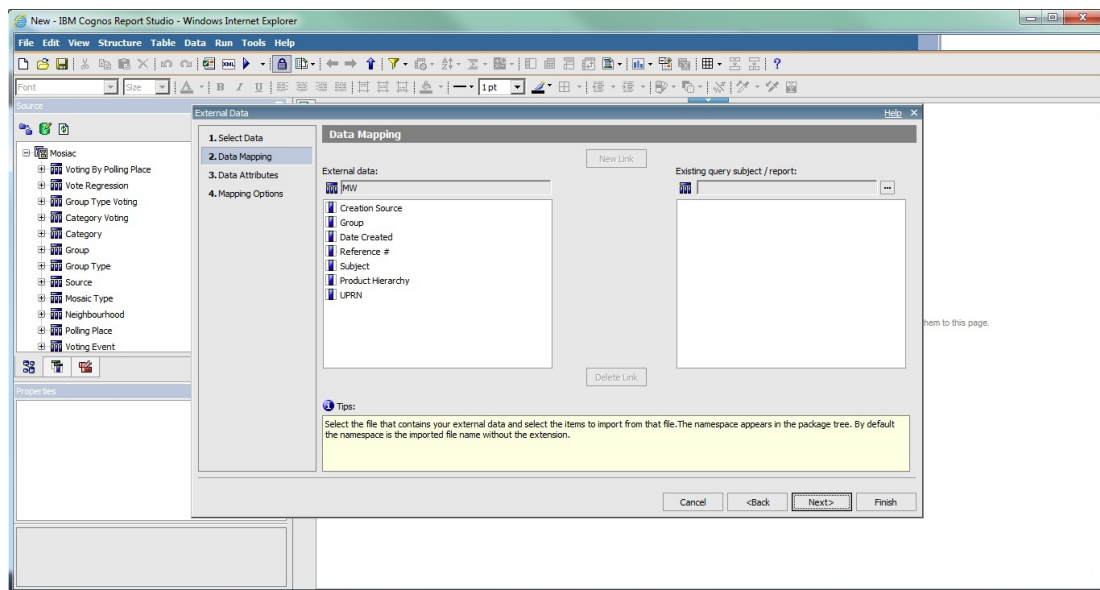 New - IBM Cognos Report Studio - Windows Internet Explorer
File Edit View Structure Table Data Run Tools Help
Font Size 1 pt
Source
External Data Help
Mosiac
Voting By Polling Place
Vote Regression
Group Type Voting
Category Voting
Category
Group
Group Type
Source
Mosaic Type
Neighbourhood
Polling Place
Voting Event
Properties
1. Select Data
2. Data Mapping
3. Data Attributes
4. Mapping Options
Data Mapping
New Link
External data:
MW
Creation Source
Group
Date Created
Reference #
Subject
Product Hierarchy
UPRN
Existing query subject / report:
...
Delete Link
Tips:
Select the file that contains your external data and select the items to import from that file.The namespace appears in the package tree. By default
the namespace is the imported file name without the extension.
Cancel <Back Next> Finish
hem to this page.